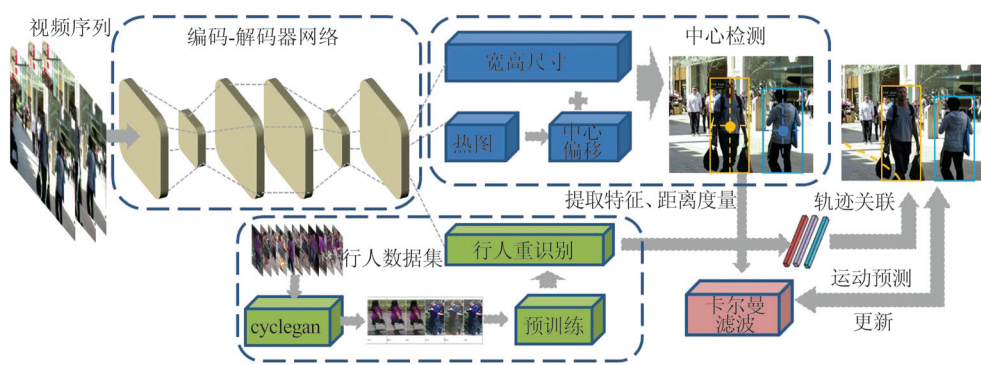 视频序列
编码-解码器网络
宽高尺寸
热图
中心
偏移
中心检测
提取特征、距离度量
轨迹关联
行人数据集
行人重识别
cyclegan
预训练
卡尔曼
滤波
运动预测
更新